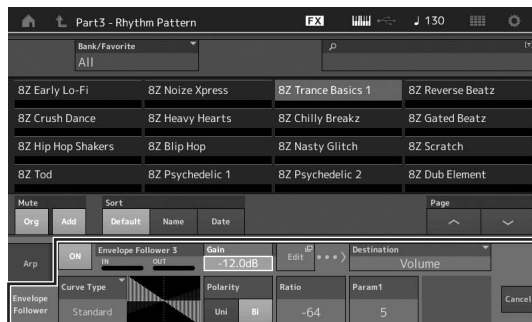 Part3 - Rhythm Pattern FX ♩ 130
Bank/Favorite
All
8Z Early Lo-Fi 8Z Noize Xpress 8Z Trance Basics 1 8Z Reverse Beatz
8Z Crush Dance 8Z Heavy Hearts 8Z Chilly Breakz 8Z Gated Beatz
8Z Hip Hop Shakers 8Z Blip Hop 8Z Nasty Glitch 8Z Scratch
8Z Tod 8Z Psychedelic 1 8Z Psychedelic 2 8Z Dub Element
Mute Sort Page
Org Add Default Name Date
Arp ON Envelope Follower 3 Gain Edit Destination
IN OUT -12.0dB Volume
Envelope Follower Curve Type Polarity Ratio Param1 Cancel
Standard Uni Bi -64 5